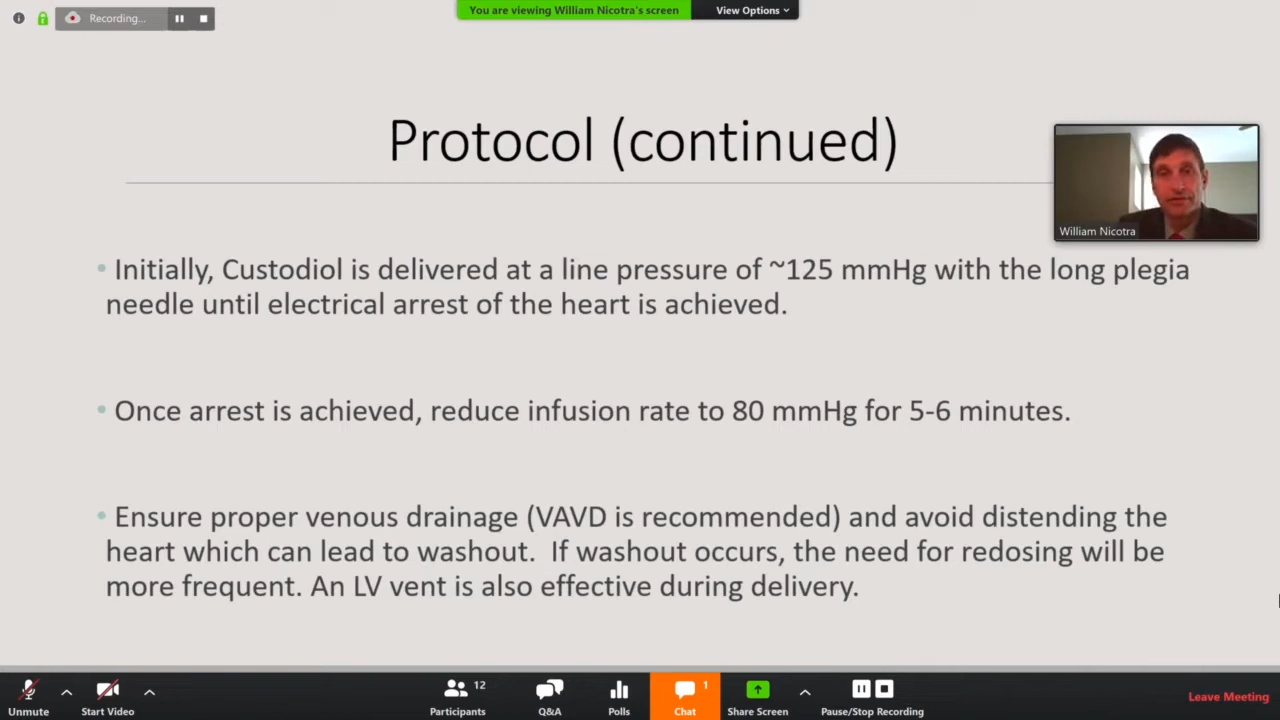 Recording...
You are viewing William Nicotra's screen
View Options
Protocol (continued)
William Nicotra
• Initially, Custodiol is delivered at a line pressure of ~125 mmHg with the long plegia
needle until electrical arrest of the heart is achieved.
• Once arrest is achieved, reduce infusion rate to 80 mmHg for 5-6 minutes.
• Ensure proper venous drainage (VAVD is recommended) and avoid distending the
heart which can lead to washout.  If washout occurs, the need for redosing will be
more frequent. An LV vent is also effective during delivery.
Unmute
Start Video
12
Participants
Q&A
Polls
1
Chat
Share Screen
Pause/Stop Recording
Leave Meeting